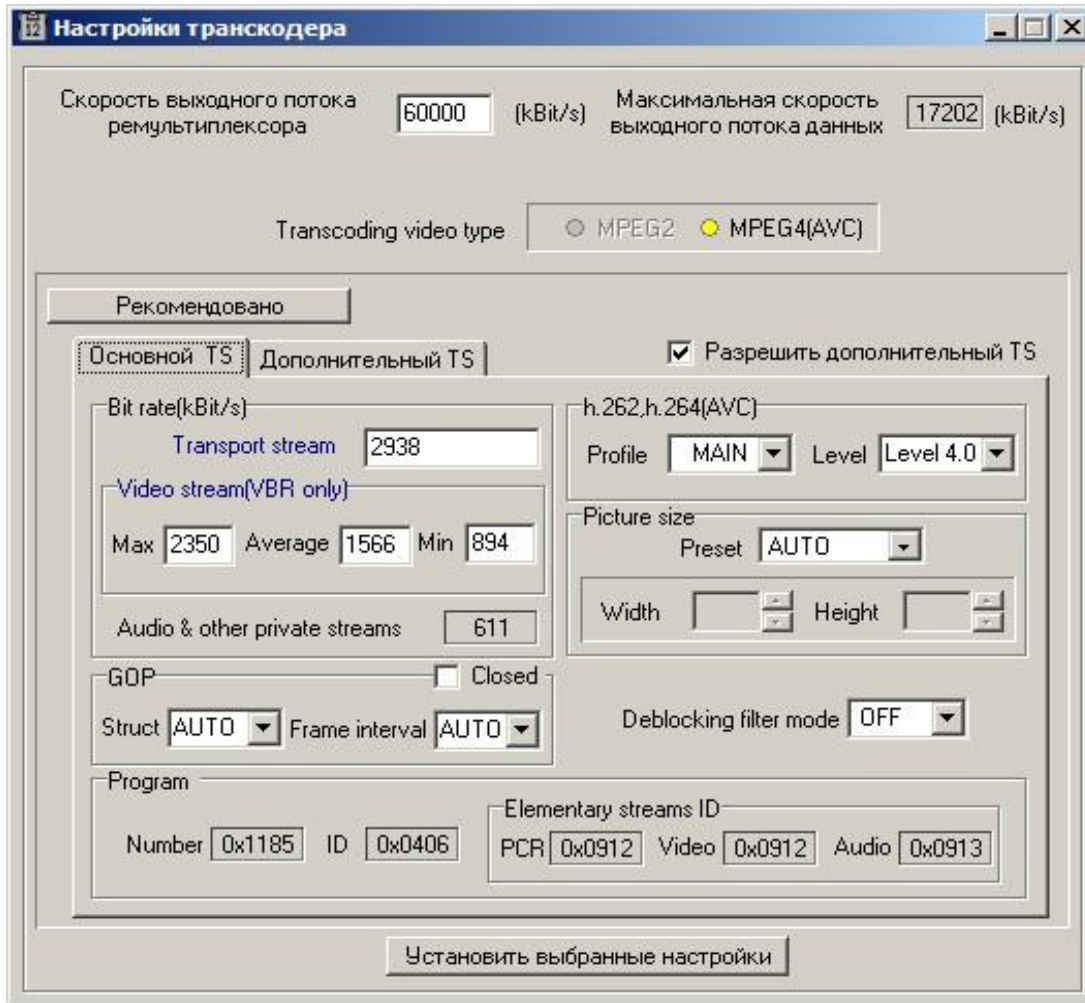 Настройки транскодера
Скорость выходного потока ремультиплексора 60000 (kBit/s) Максимальная скорость выходного потока данных 17202 (kBit/s)
Transcoding video type MPEG2 MPEG4(AVC)
Рекомендовано
Основной TS Дополнительный TS Разрешить дополнительный TS
Bit rate(kBit/s)
Transport stream 2938
Video stream(VBR only)
Max 2350 Average 1566 Min 894
Audio & other private streams 611
h.262,h.264(AVC)
Profile MAIN Level Level 4.0
Picture size
Preset AUTO
Width Height
GOP Closed
Struct AUTO Frame interval AUTO
Deblocking filter mode OFF
Program
Number 0x1185 ID 0x0406
Elementary streams ID
PCR 0x0912 Video 0x0912 Audio 0x0913
Установить выбранные настройки